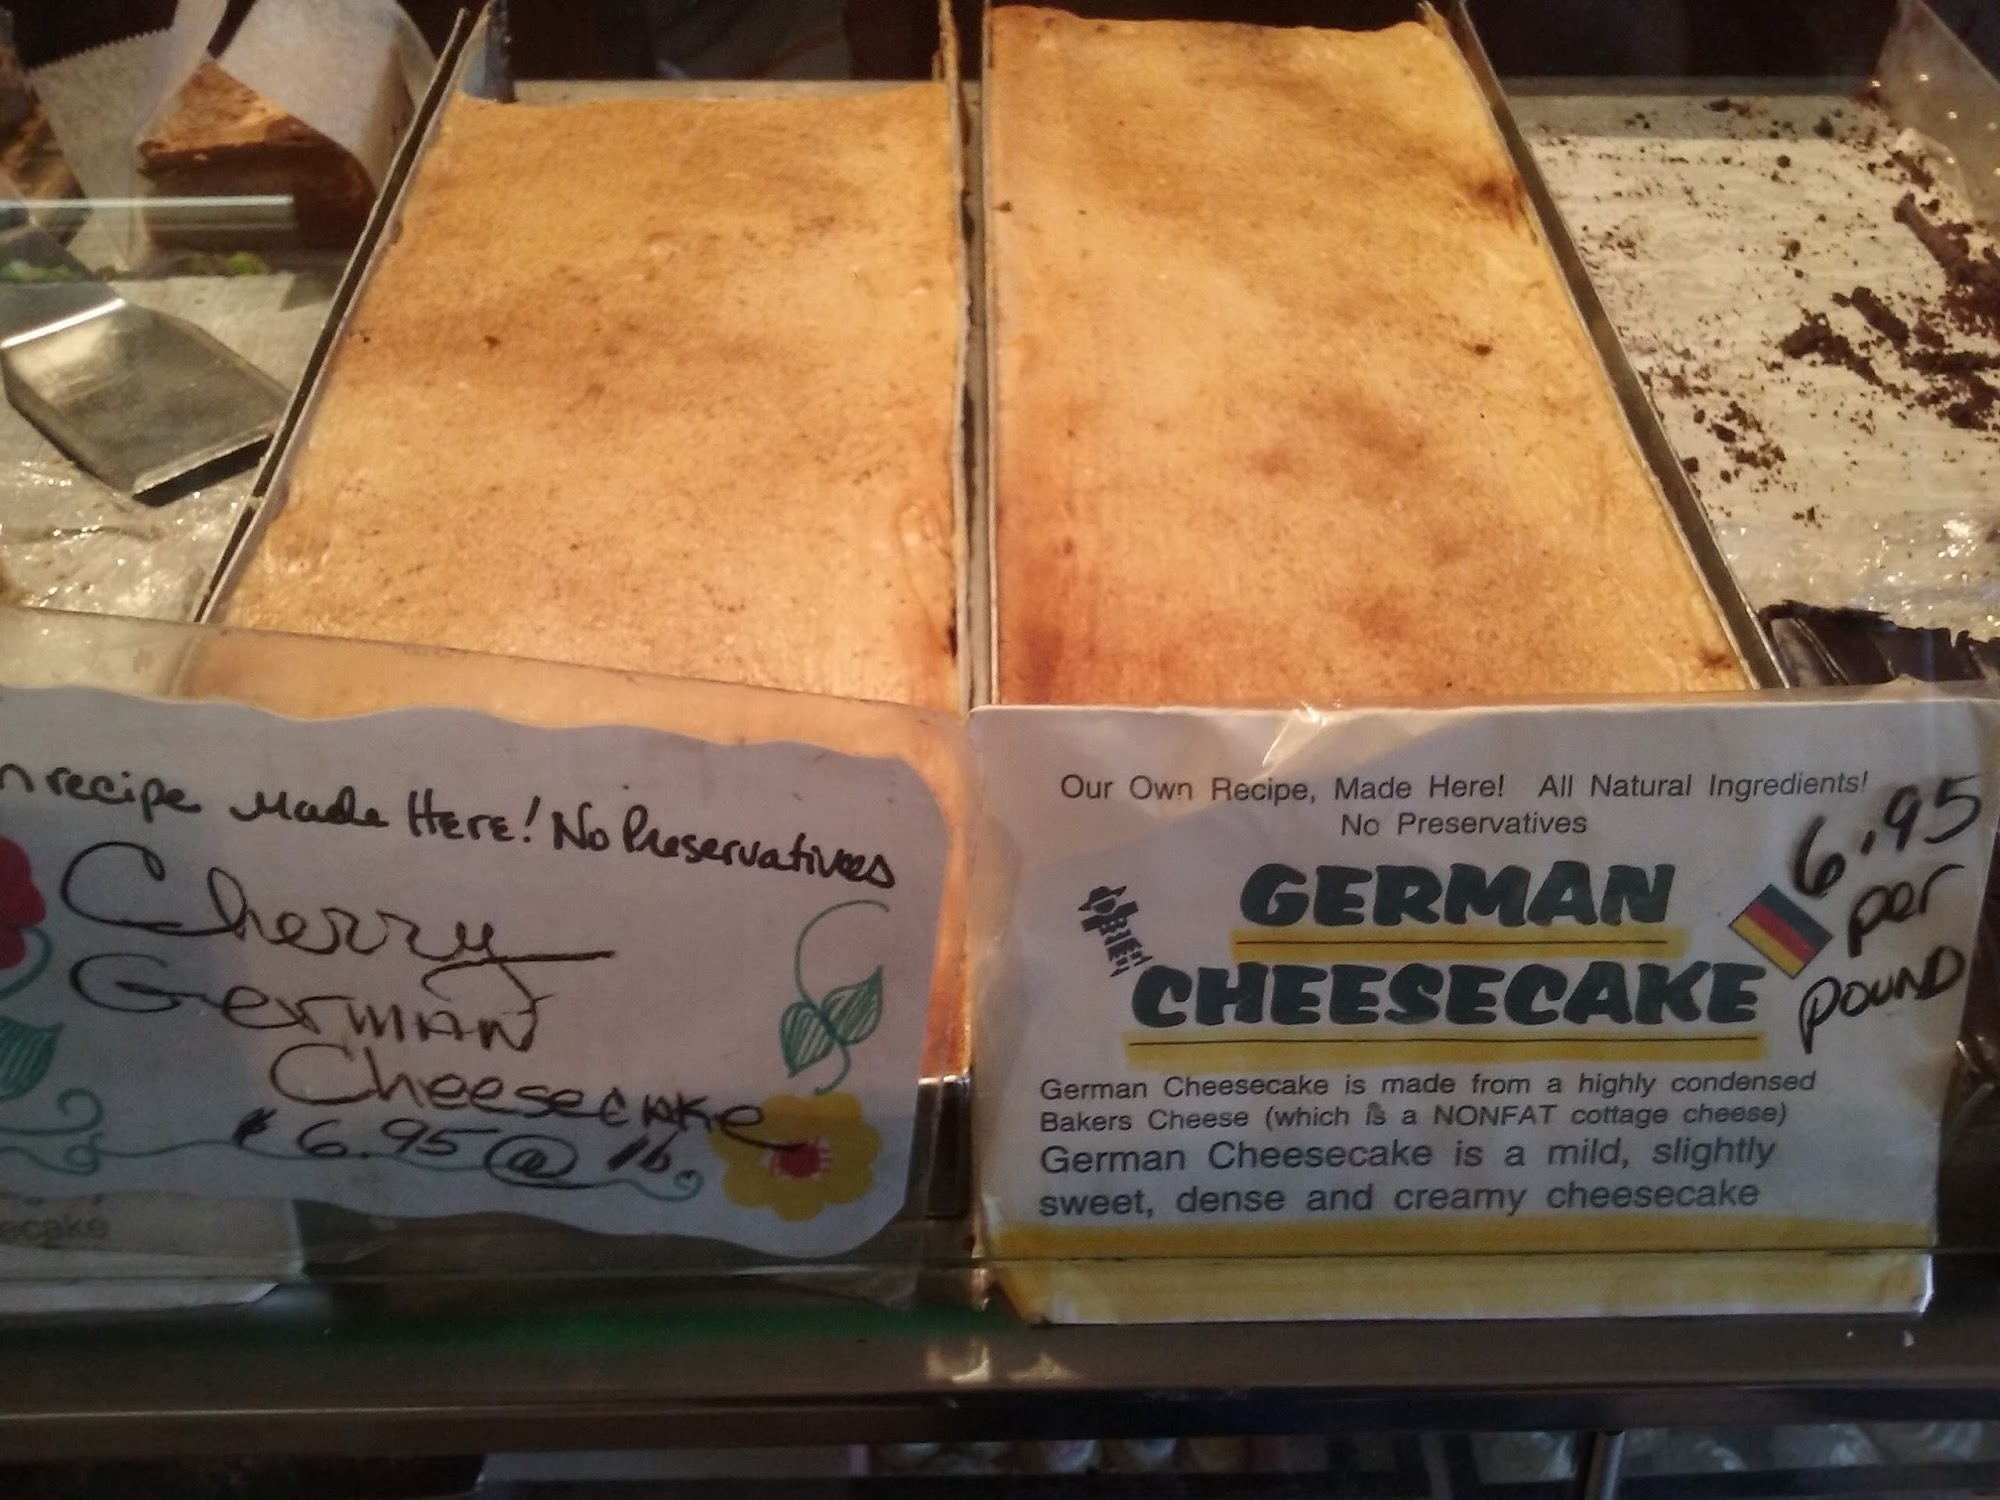 recipe Made Here! No Preservatives
Cherry
German
Cheesecake
$6.95 @ lb
ecake
Our Own Recipe, Made Here! All Natural Ingredients!
No Preservatives
GERMAN
CHEESECAKE
6.95
per
pound
German Cheesecake is made from a highly condensed
Bakers Cheese (which is a NONFAT cottage cheese)
German Cheesecake is a mild, slightly
sweet, dense and creamy cheesecake